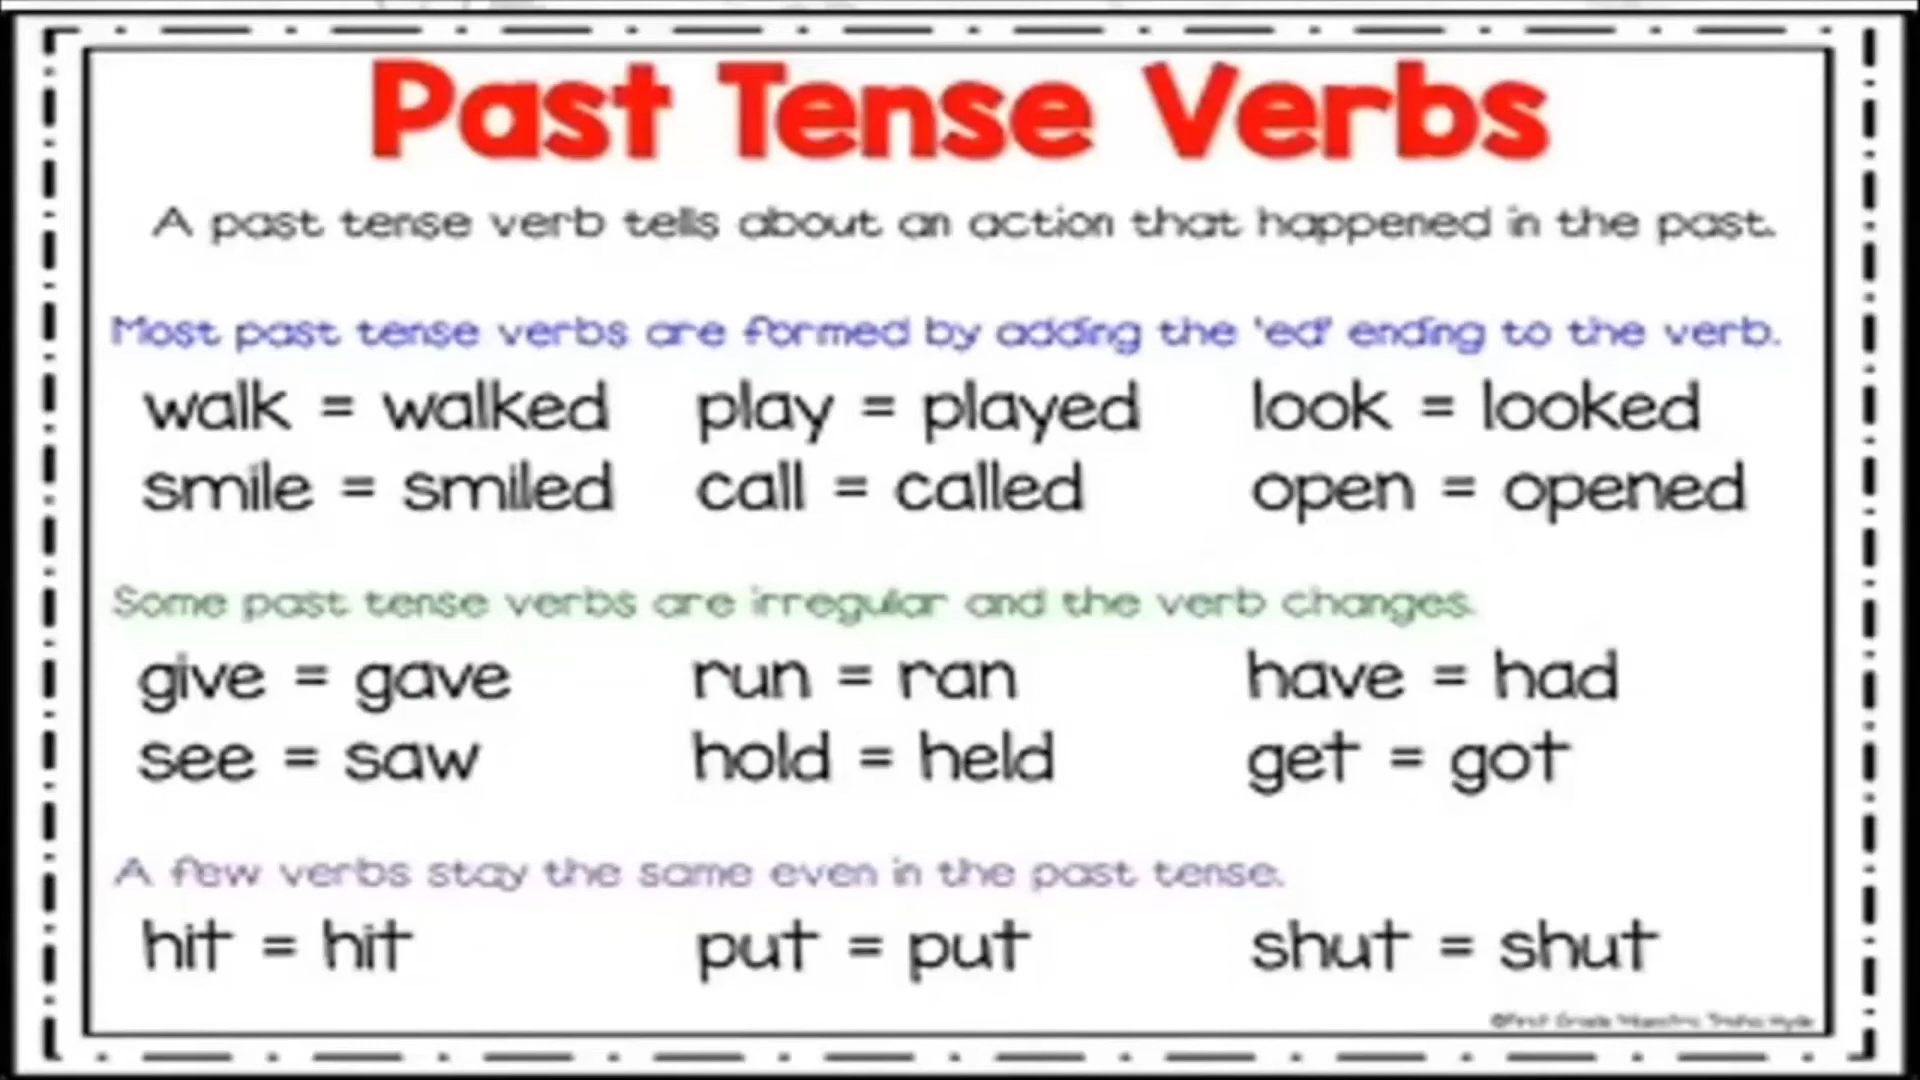 Past Tense Verbs
A past tense verb tells about an action that happened in the past.
Most past tense verbs are formed by adding the 'ed' ending to the verb.
walk = walked play = played look = looked
smile = smiled call = called open = opened
Some past tense verbs are irregular and the verb changes.
give = gave run = ran have = had
see = saw hold = held get = got
A few verbs stay the same even in the past tense.
hit = hit put = put shut = shut
©First Grade